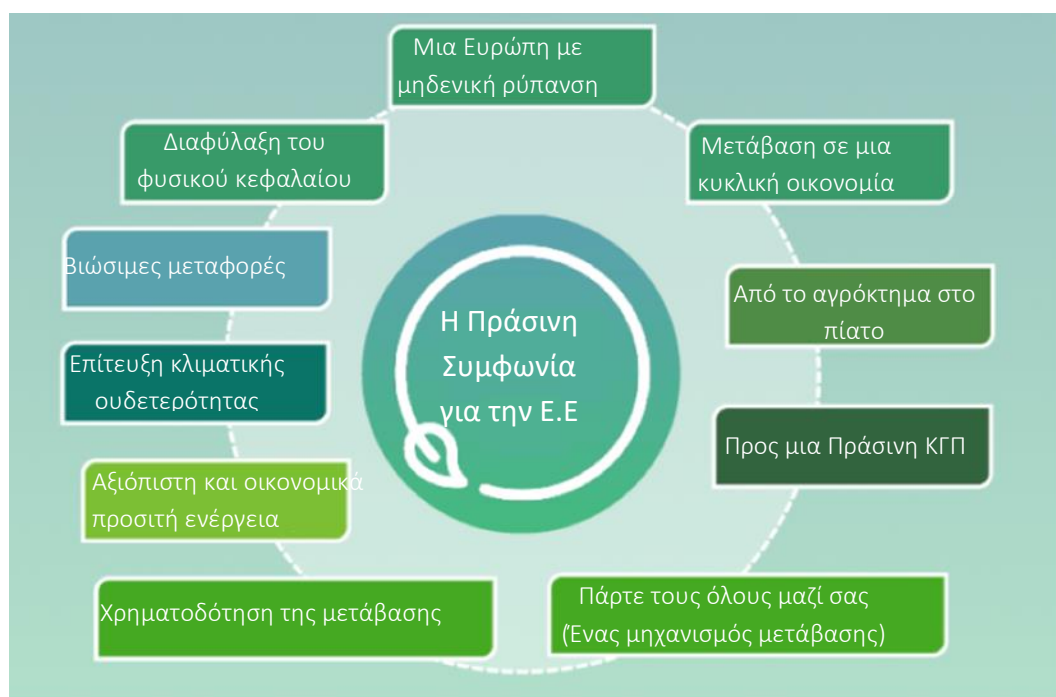 Μια Ευρώπη με
μηδενική ρύπανση
Διαφύλαξη του
φυσικού κεφαλαίου
Μετάβαση σε μια
κυκλική οικονομία
Βιώσιμες μεταφορές
Από το αγρόκτημα στο
πίατο
Η Πράσινη
Συμφωνία
για την Ε.Ε
Επίτευξη κλιματικής
ουδετερότητας
Προς μια Πράσινη ΚΓΠ
Αξιόπιστη και οικονομικά
προσιτή ενέργεια
Χρηματοδότηση της μετάβασης
Πάρτε τους όλους μαζί σας
(Ένας μηχανισμός μετάβασης)